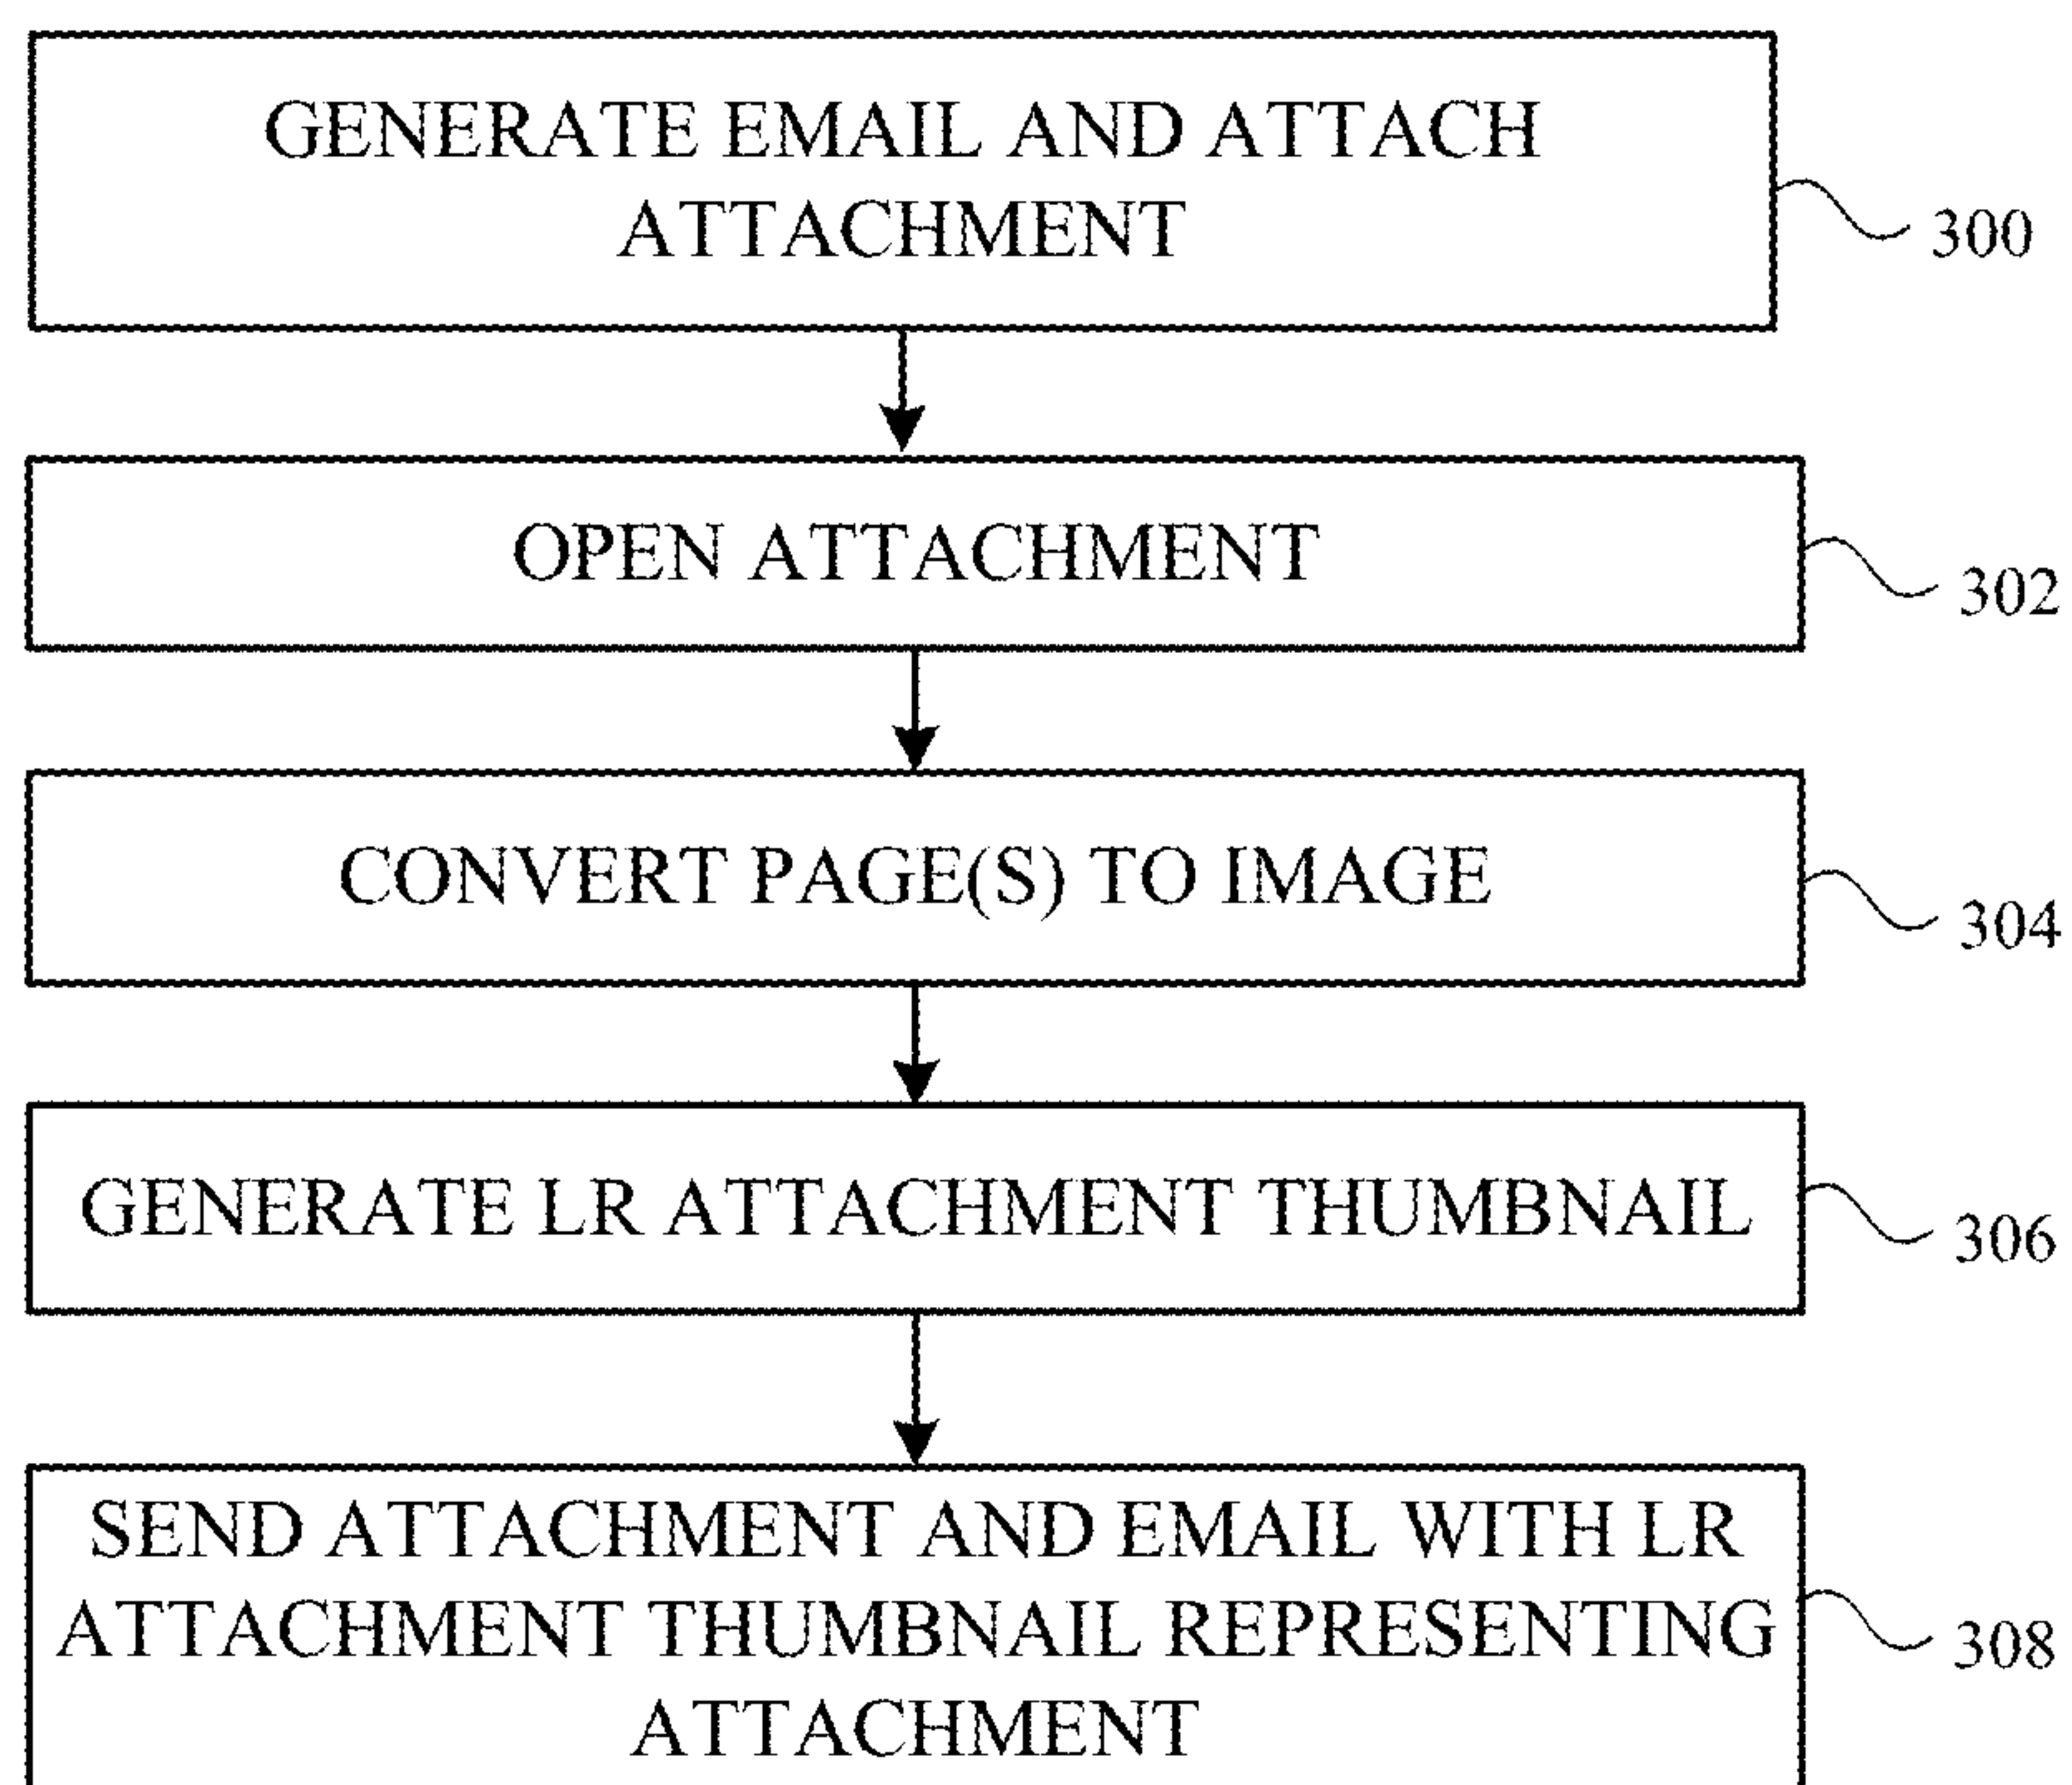 GENERATE EMAIL AND ATTACH
ATTACHMENT
300
OPEN ATTACHMENT
302
CONVERT PAGE(S) TO IMAGE
304
GENERATE LR ATTACHMENT THUMBNAIL
306
SEND ATTACHMENT AND EMAIL WITH LR
ATTACHMENT THUMBNAIL REPRESENTING
ATTACHMENT
308